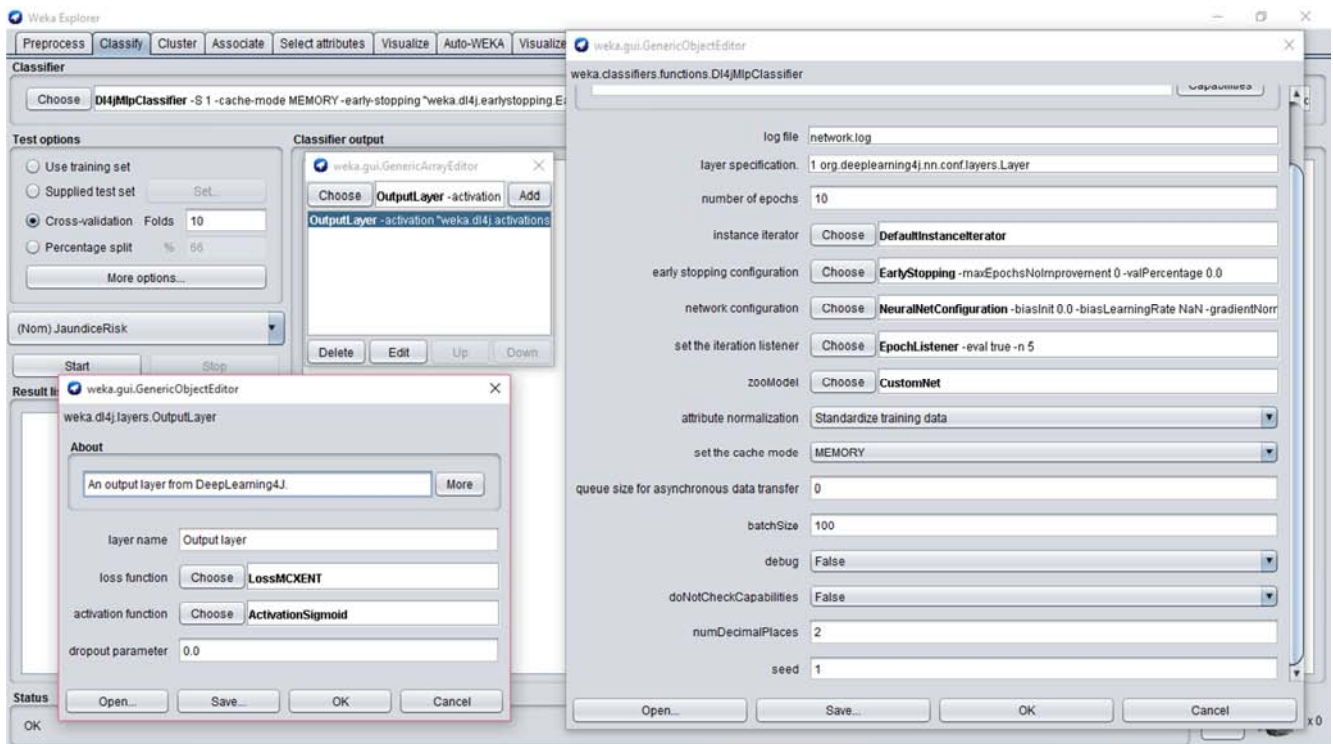 Weka Explorer
Preprocess Classify Cluster Associate Select attributes Visualize Auto-WEKA Visualize
Classifier
Choose Dl4jMlpClassifier -S 1 -cache-mode MEMORY -early-stopping "weka.dl4j.earlystopping.Ea
Test options
Use training set
Supplied test set Set...
Cross-validation Folds 10
Percentage split % 66
More options...
(Nom) JaundiceRisk
Start Stop
Result li
Classifier output
weka.gui.GenericArrayEditor
Choose OutputLayer -activation Add
OutputLayer -activation "weka.dl4j.activations
Delete Edit Up Down
weka.gui.GenericObjectEditor
weka.dl4j.layers.OutputLayer
About
An output layer from DeepLearning4J. More
layer name Output layer
loss function Choose LossMCXENT
activation function Choose ActivationSigmoid
dropout parameter 0.0
Open... Save... OK Cancel
Status
OK
weka.gui.GenericObjectEditor
weka.classifiers.functions.Dl4jMlpClassifier
Capabilities
log file network.log
layer specification. 1 org.deeplearning4j.nn.conf.layers.Layer
number of epochs 10
instance iterator Choose DefaultInstanceIterator
early stopping configuration Choose EarlyStopping -maxEpochsNoImprovement 0 -valPercentage 0.0
network configuration Choose NeuralNetConfiguration -biasInit 0.0 -biasLearningRate NaN -gradientNorr
set the iteration listener Choose EpochListener -eval true -n 5
zooModel Choose CustomNet
attribute normalization Standardize training data
set the cache mode MEMORY
queue size for asynchronous data transfer 0
batchSize 100
debug False
doNotCheckCapabilities False
numDecimalPlaces 2
seed 1
Open... Save... OK Cancel
x 0